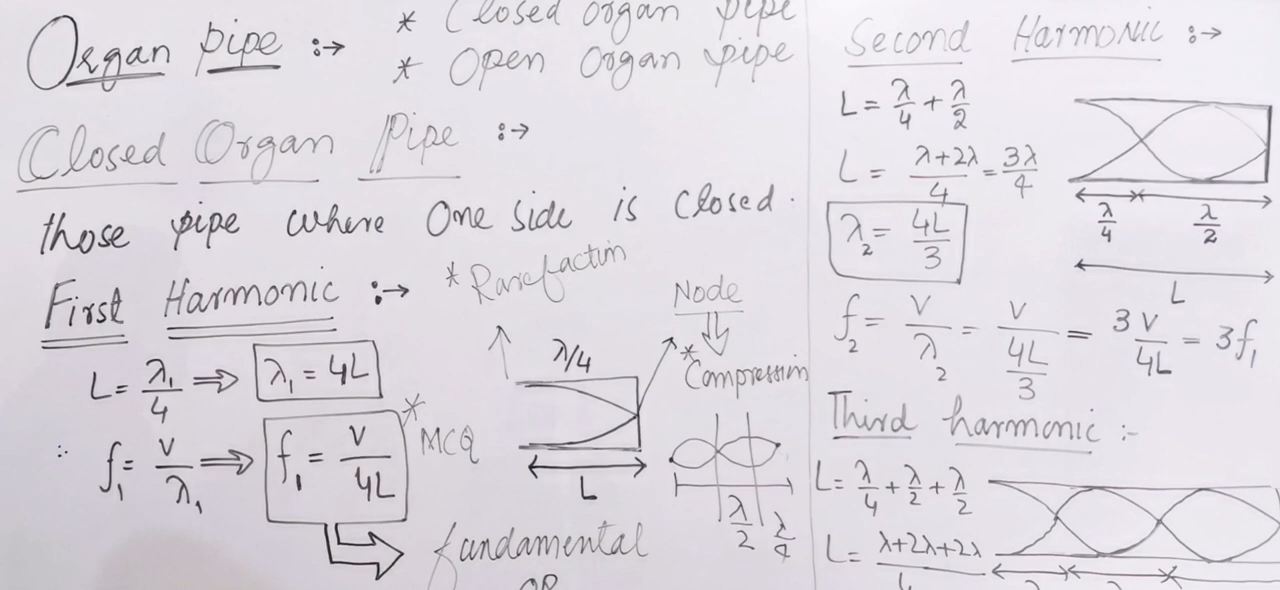 Organ pipe :→
* Closed organ pipe
* Open organ pipe
Closed Organ Pipe :→
those pipe where One side is closed.
First Harmonic :→
* Rarefaction
Node
* Compression
λ/4
L
L = λ₁/4 ⇒ λ₁ = 4L
∴ f₁ = V/λ₁ ⇒ f₁ = V/4L
* MCQ
λ/2 λ/4
fundamental
OR
Second Harmonic :→
L = λ/4 + λ/2
L = λ+2λ/4 = 3λ/4
λ₂ = 4L/3
λ/4 λ/2
L
f₂ = V/λ₂ = V/4L/3 = 3V/4L = 3f₁
Third harmonic :-
L = λ/4 + λ/2 + λ/2
L = λ+2λ+2λ/4